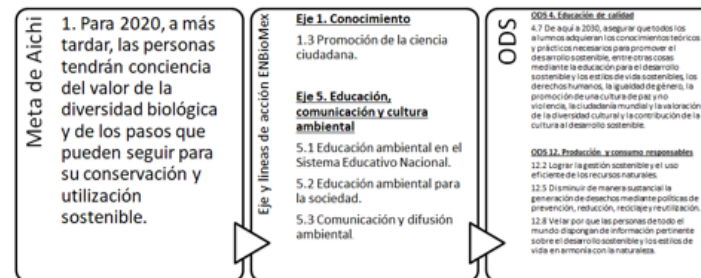 Meta de Aichi
1. Para 2020, a más
tardar, las personas
tendrán conciencia
del valor de la
diversidad biológica
y de los pasos que
pueden seguir para
su conservación y
utilización
sostenible.
Eje y líneas de acción ENBioMex
Eje 1. Conocimiento
1.3 Promoción de la ciencia
ciudadana.
Eje 5. Educación,
comunicación y cultura
ambiental
5.1 Educación ambiental en el
Sistema Educativo Nacional.
5.2 Educación ambiental para
la sociedad.
5.3 Comunicación y difusión
ambiental
ODS
ODS 4. Educación de calidad
4.7 De aquí a 2030, asegurar que todos los
alumnos adquieran los conocimientos teóricos
y prácticos necesarios para promover el
desarrollo sostenible, entre otras cosas
mediante la educación para el desarrollo
sostenible y los estilos de vida sostenibles, los
derechos humanos, la igualdad de género, la
promoción de una cultura de paz y no
violencia, la ciudadanía mundial y la valoración
de la diversidad cultural y la contribución de la
cultura al desarrollo sostenible.
ODS 12. Producción y consumo responsables
12.2 Lograr la gestión sostenible y el uso
eficiente de los recursos naturales.
12.5 Disminuir de manera sustancial la
generación de desechos mediante políticas de
prevención, reducción, reciclaje y reutilización.
12.8 Velar por que las personas de todo el
mundo dispongan de información pertinente
sobre el desarrollo sostenible y los estilos de
vida en armonía con la naturaleza.